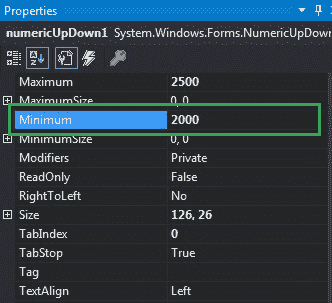 Properties
numericUpDown1 System.Windows.Forms.NumericUpDow
Maximum 2500
MaximumSize 0, 0
Minimum 2000
MinimumSize 0, 0
Modifiers Private
ReadOnly False
RightToLeft No
Size 126, 26
TabIndex 0
TabStop True
Tag
TextAlign Left